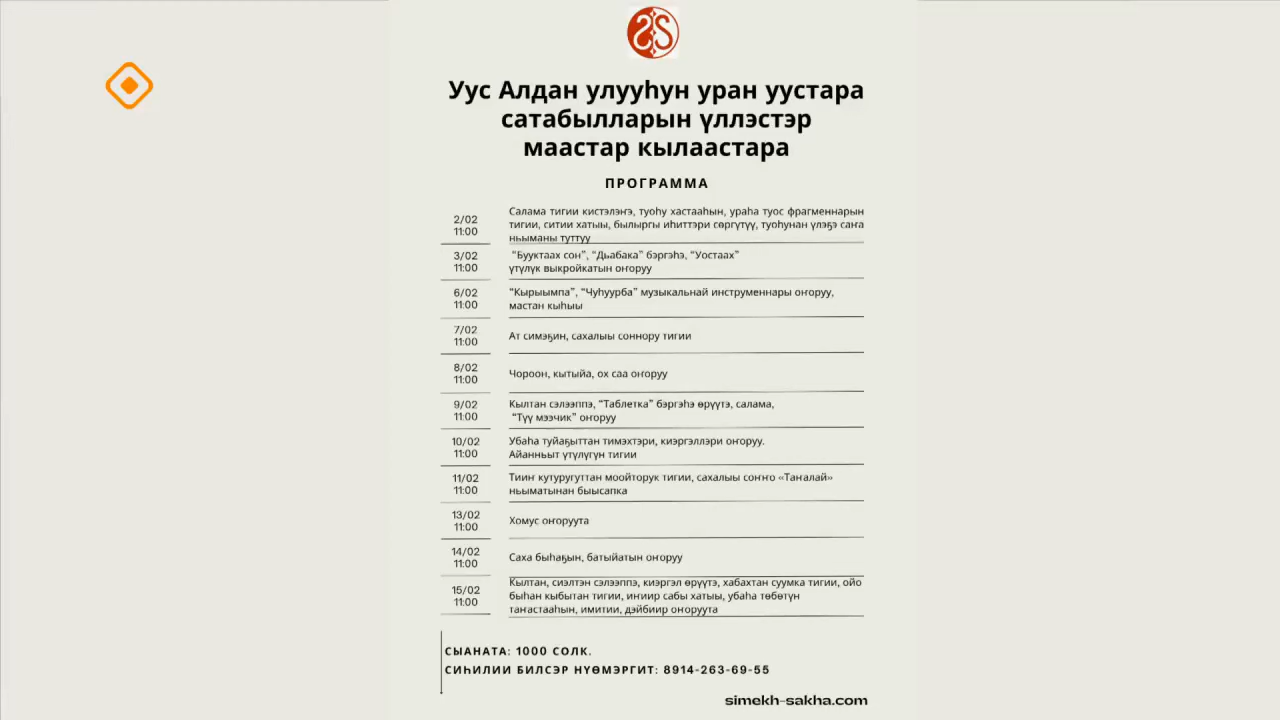 Уус Алдан улууһун уран уустара
сатабылларын үллэстэр
маастар кылаастара
ПРОГРАММА
2/02
11:00
Салама тигии кистэлэҥэ, туоһу хастааһын, ураһа туос фрагменнарын
тигии, ситии хатыы, былыргы иһиттэри сөргүтүү, туоһунан үлэҕэ саҥа
ньыманы туттуу
3/02
11:00
“Бууктаах сон”, “Дьабака” бэргэһэ, “Уостаах”
үтүлүк выкройкатын оҥоруу
6/02
11:00
“Кырыымпа”, “Чуһуурба” музыкальнай инструменнары оҥоруу,
мастан кыһыы
7/02
11:00
Ат симэҕин, сахалыы соннору тигии
8/02
11:00
Чороон, кытыйа, ох саа оҥоруу
9/02
11:00
Кылтан сэлээппэ, “Таблетка” бэргэһэ өрүүтэ, салама,
“Түү мээчик” оҥоруу
10/02
11:00
Убаһа туйаҕыттан тимэхтэри, киэргэллэри оҥоруу.
Айанньыт үтүлүгүн тигии
11/02
11:00
Тииҥ кутуругуттан моойторук тигии, сахалыы соҥҥо «Таҥалай»
ньыматынан быысапка
13/02
11:00
Хомус оҥоруута
14/02
11:00
Саха быһаҕын, батыйатын оҥоруу
15/02
11:00
Кылтан, сиэлтэн сэлээппэ, киэргэл өрүүтэ, хабахтан суумка тигии, ойо
быһан кыбытан тигии, иҥиир сабы хатыы, убаһа төбөтүн
таҥастааһын, имитии, дэйбиир оҥоруута
СЫАНАТА: 1000 СОЛК.
СИҺИЛИИ БИЛСЭР НҮӨМЭРГИТ: 8914-263-69-55
simekh-sakha.com